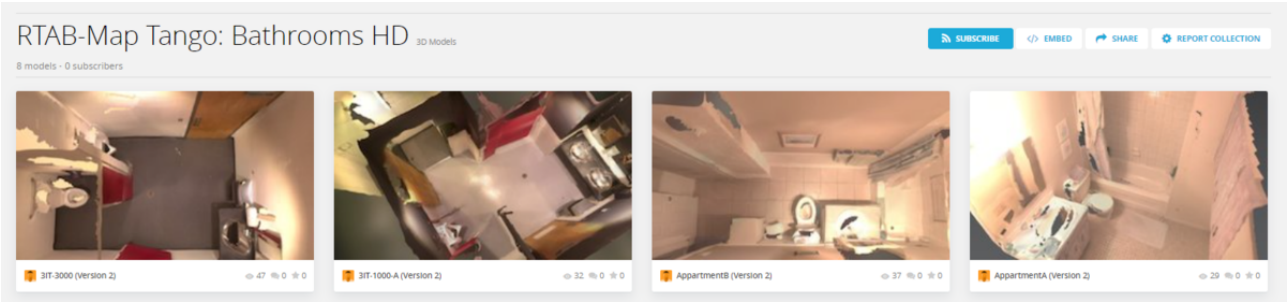 RTAB-Map Tango: Bathrooms HD 3D Models
SUBSCRIBE </> EMBED SHARE REPORT COLLECTION
8 models - 0 subscribers
3IT-3000 (Version 2) 47 0 0
3IT-1000-A (Version 2) 32 0 0
AppartmentB (Version 2) 37 0 0
AppartmentA (Version 2) 29 0 0